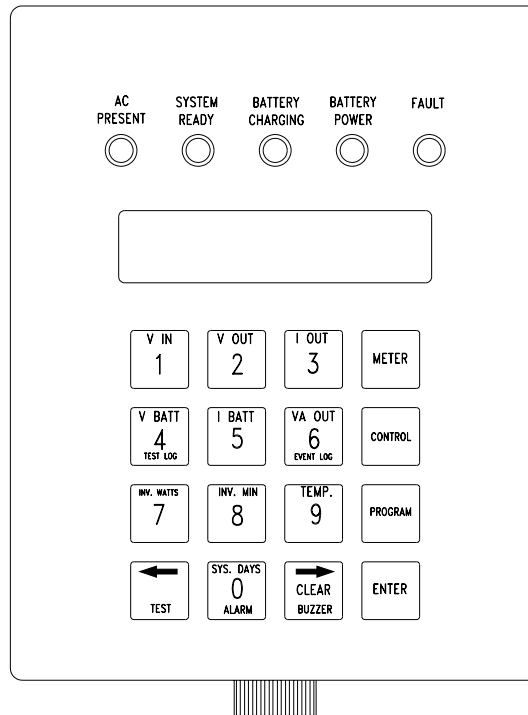 AC
PRESENT
SYSTEM
READY
BATTERY
CHARGING
BATTERY
POWER
FAULT
V IN
1
V OUT
2
I OUT
3
METER
V BATT
4
TEST LOG
I BATT
5
VA OUT
6
EVENT LOG
CONTROL
INV. WATTS
7
INV. MIN
8
TEMP.
9
PROGRAM
TEST
SYS. DAYS
0
ALARM
CLEAR
BUZZER
ENTER